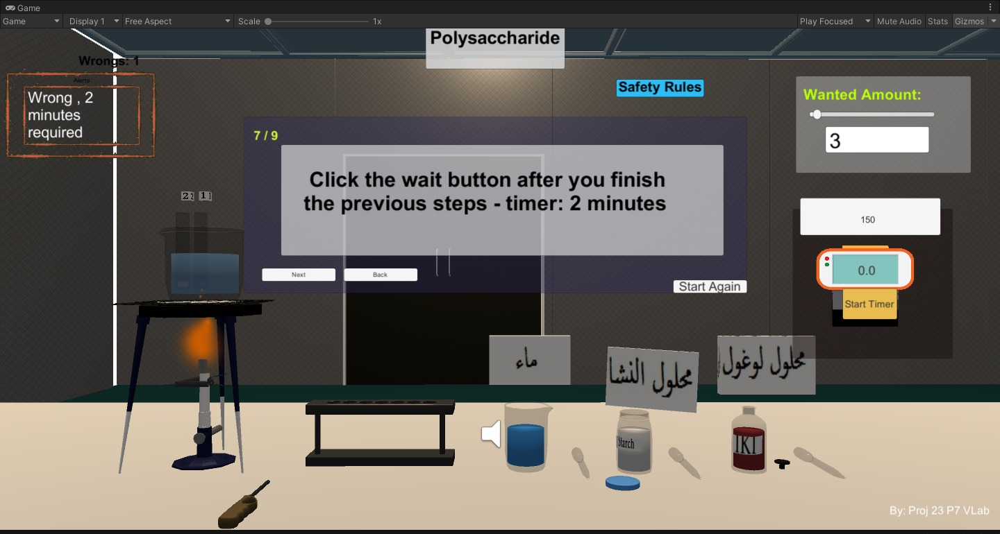 Game
Game
Display 1
Free Aspect
Scale
1x
Play Focused
Mute Audio
Stats
Gizmos
Polysaccharide
Wrongs: 1
Alerts
Wrong , 2
minutes
required
Safety Rules
Wanted Amount:
3
7 / 9
Click the wait button after you finish
the previous steps - timer: 2 minutes
Next
Back
Start Again
150
0.0
Start Timer
2
1
ماء
محلول النشا
محلول لوغول
Starch
IKI
By: Proj 23 P7 VLab